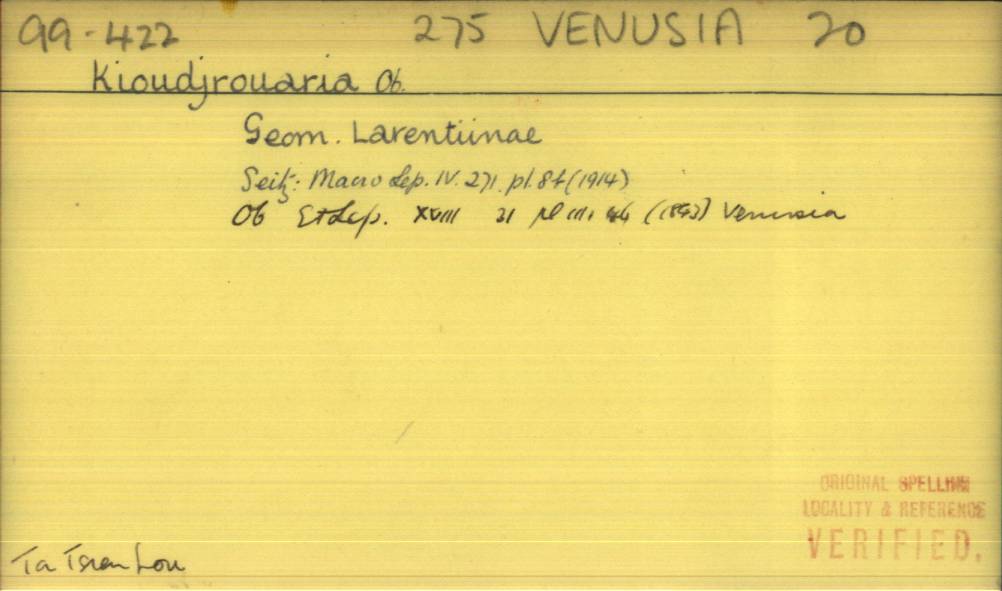 99-422 275 VENUSIA 20
Kioudjrouaria Ob.
Geom. Larentiinae
Seitz: Macro Lep. IV. 271. pl. 8f (1914)
Ob Et Lep. XVIII 31 pl III. (1893) Venusia
ORIGINAL SPELLING
LOCALITY & REFERENCE
VERIFIED.
Ta Tsien Lou